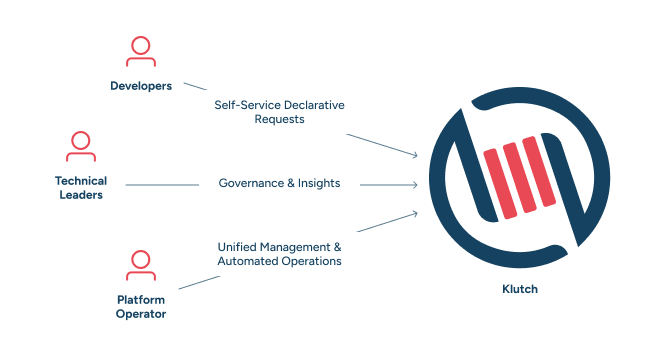 Developers
Self-Service Declarative
Requests
Technical
Leaders
Governance & Insights
Unified Management &
Automated Operations
Platform
Operator
Klutch